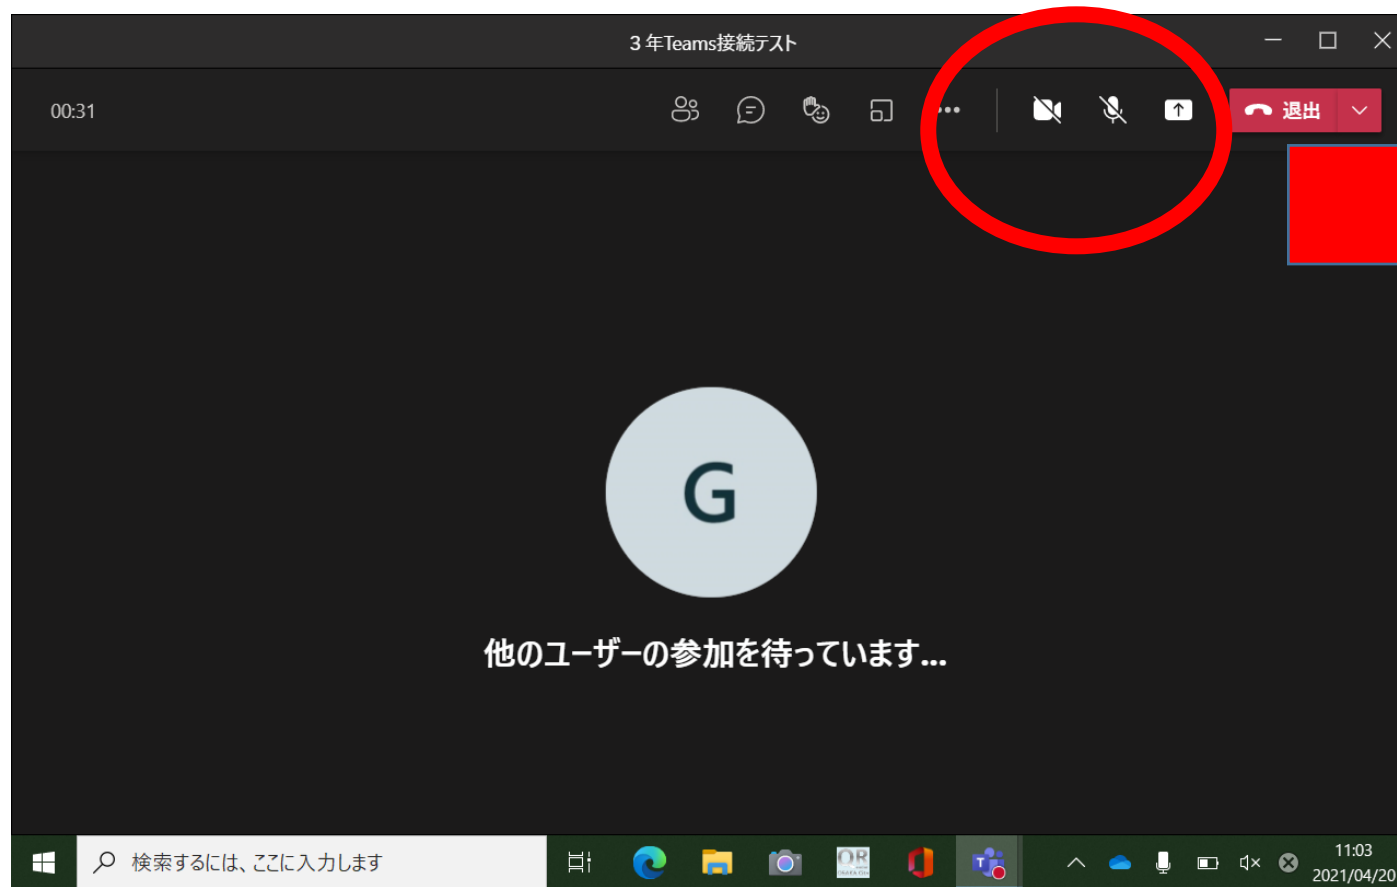 ３年Teams接続テスト
00:31
退出
G
他のユーザーの参加を待っています...
検索するには、ここに入力します
QR
11:03
2021/04/20